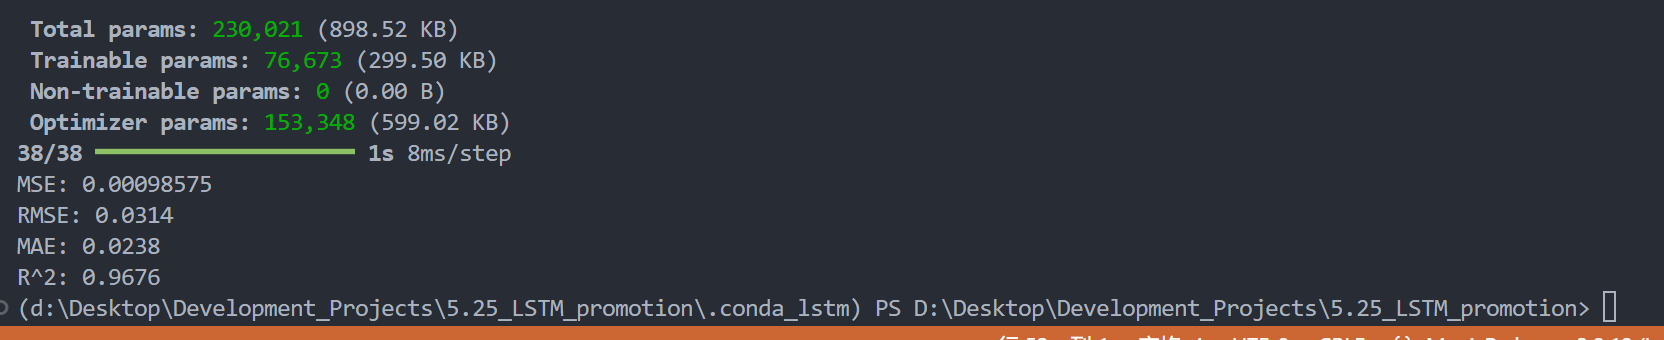 Total params: 230,021 (898.52 KB)
Trainable params: 76,673 (299.50 KB)
Non-trainable params: 0 (0.00 B)
Optimizer params: 153,348 (599.02 KB)
38/38 1s 8ms/step
MSE: 0.00098575
RMSE: 0.0314
MAE: 0.0238
R^2: 0.9676
(d:\Desktop\Development_Projects\5.25_LSTM_promotion\.conda_lstm) PS D:\Desktop\Development_Projects\5.25_LSTM_promotion>